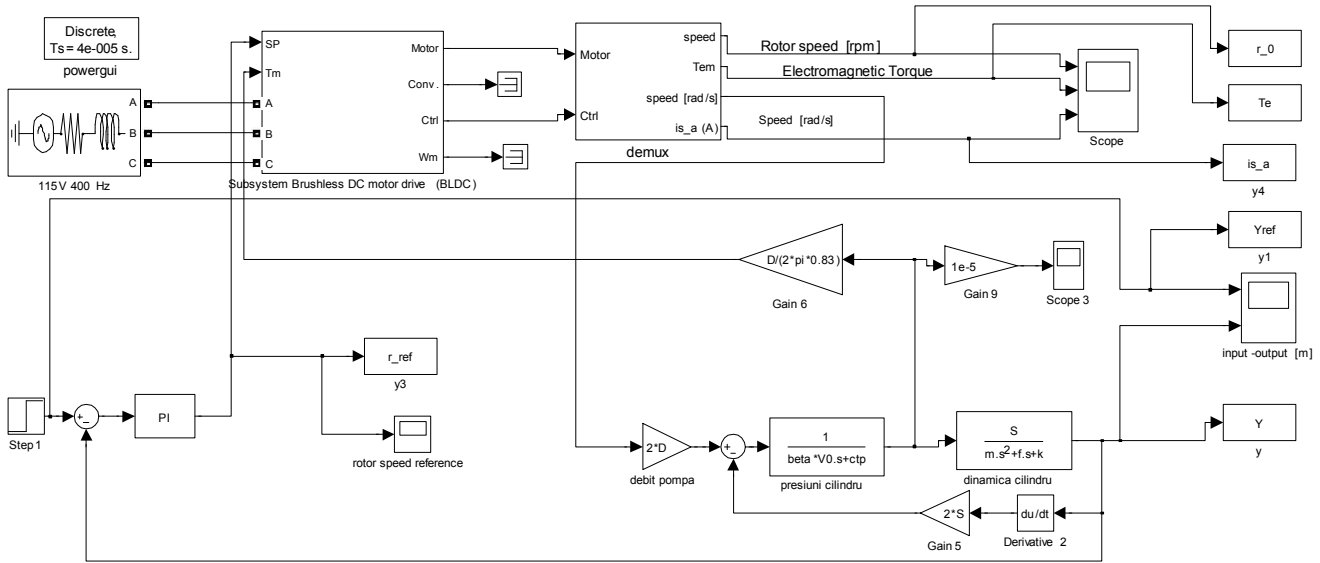 Discrete,
Ts = 4e-005 s.
powergui
A
B
C
115V 400 Hz
SP
Tm
A
B
C
Motor
Conv.
Ctrl
Wm
Subsystem Brushless DC motor drive (BLDC)
Motor
Ctrl
speed
Tem
speed [rad/s]
is_a (A)
demux
Rotor speed [rpm]
Electromagnetic Torque
Speed [rad/s]
Scope
r_0
Te
is_a
y4
Yref
y1
D/(2*pi*0.83)
Gain 6
1e-5
Gain 9
Scope 3
input -output [m]
r_ref
y3
rotor speed reference
Step 1
+
−
PI
2*D
debit pompa
+
−
1
beta *V0.s+ctp
presiuni cilindru
S
m.s2+f.s+k
dinamica cilindru
Y
y
2*S
Gain 5
du/dt
Derivative 2